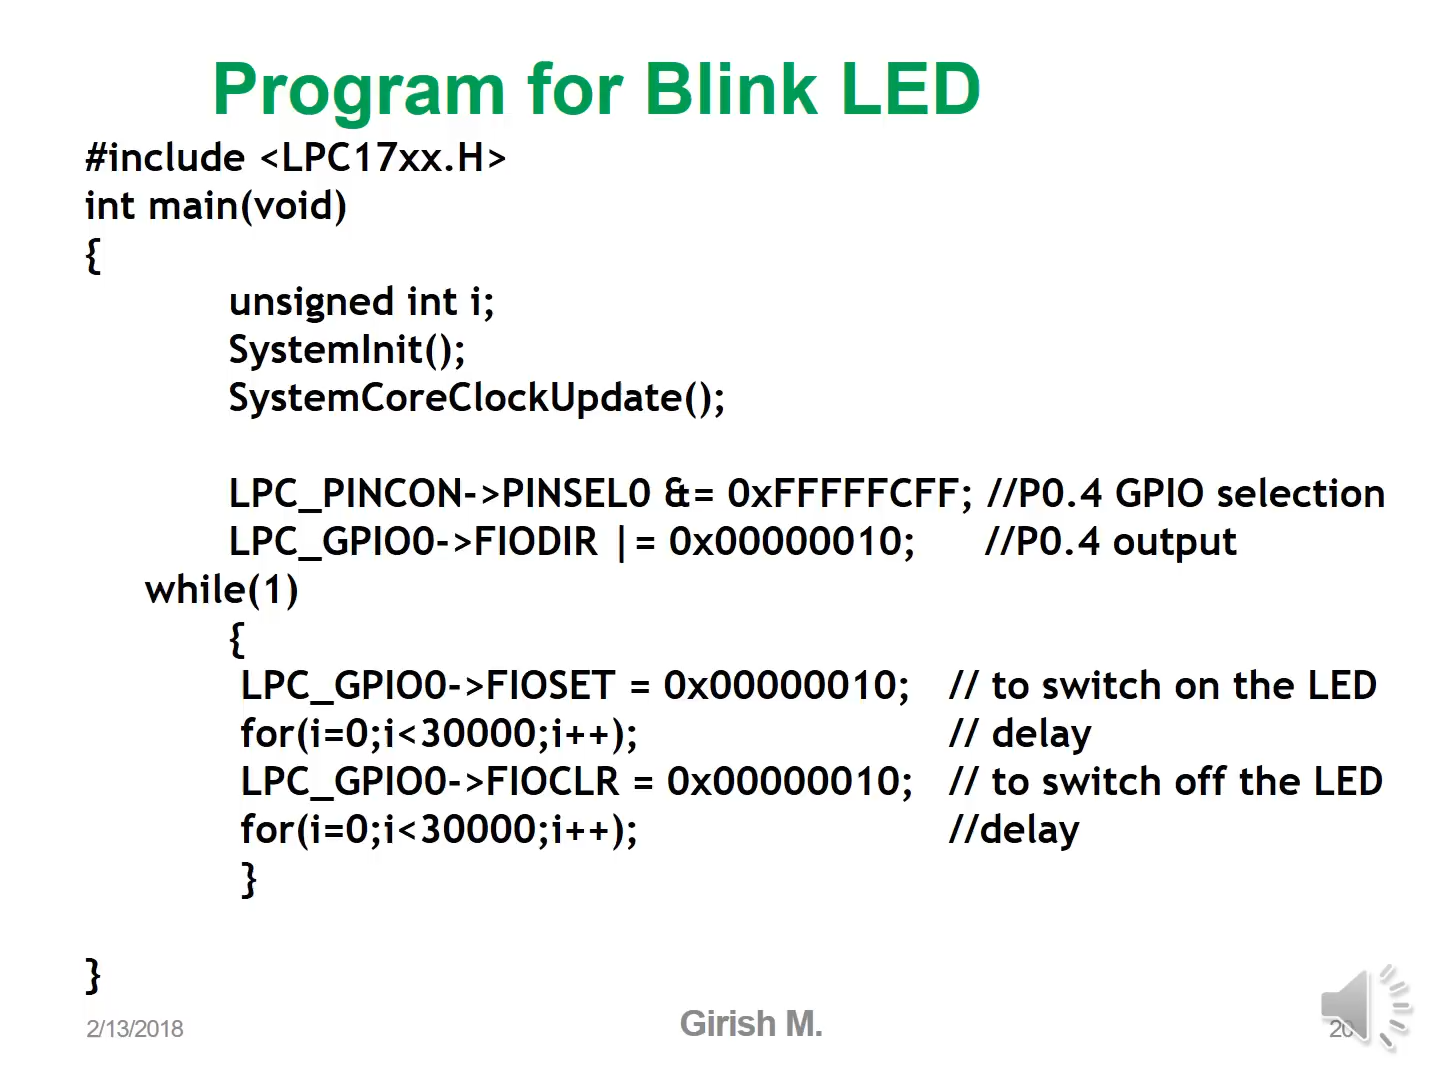 Program for Blink LED
#include <LPC17xx.H>
int main(void)
{
unsigned int i;
SystemInit();
SystemCoreClockUpdate();
LPC_PINCON->PINSEL0 &= 0xFFFFFCFF; //P0.4 GPIO selection
LPC_GPIO0->FIODIR |= 0x00000010; //P0.4 output
while(1)
{
LPC_GPIO0->FIOSET = 0x00000010; // to switch on the LED
for(i=0;i<30000;i++); // delay
LPC_GPIO0->FIOCLR = 0x00000010; // to switch off the LED
for(i=0;i<30000;i++); //delay
}
}
2/13/2018 Girish M. 20